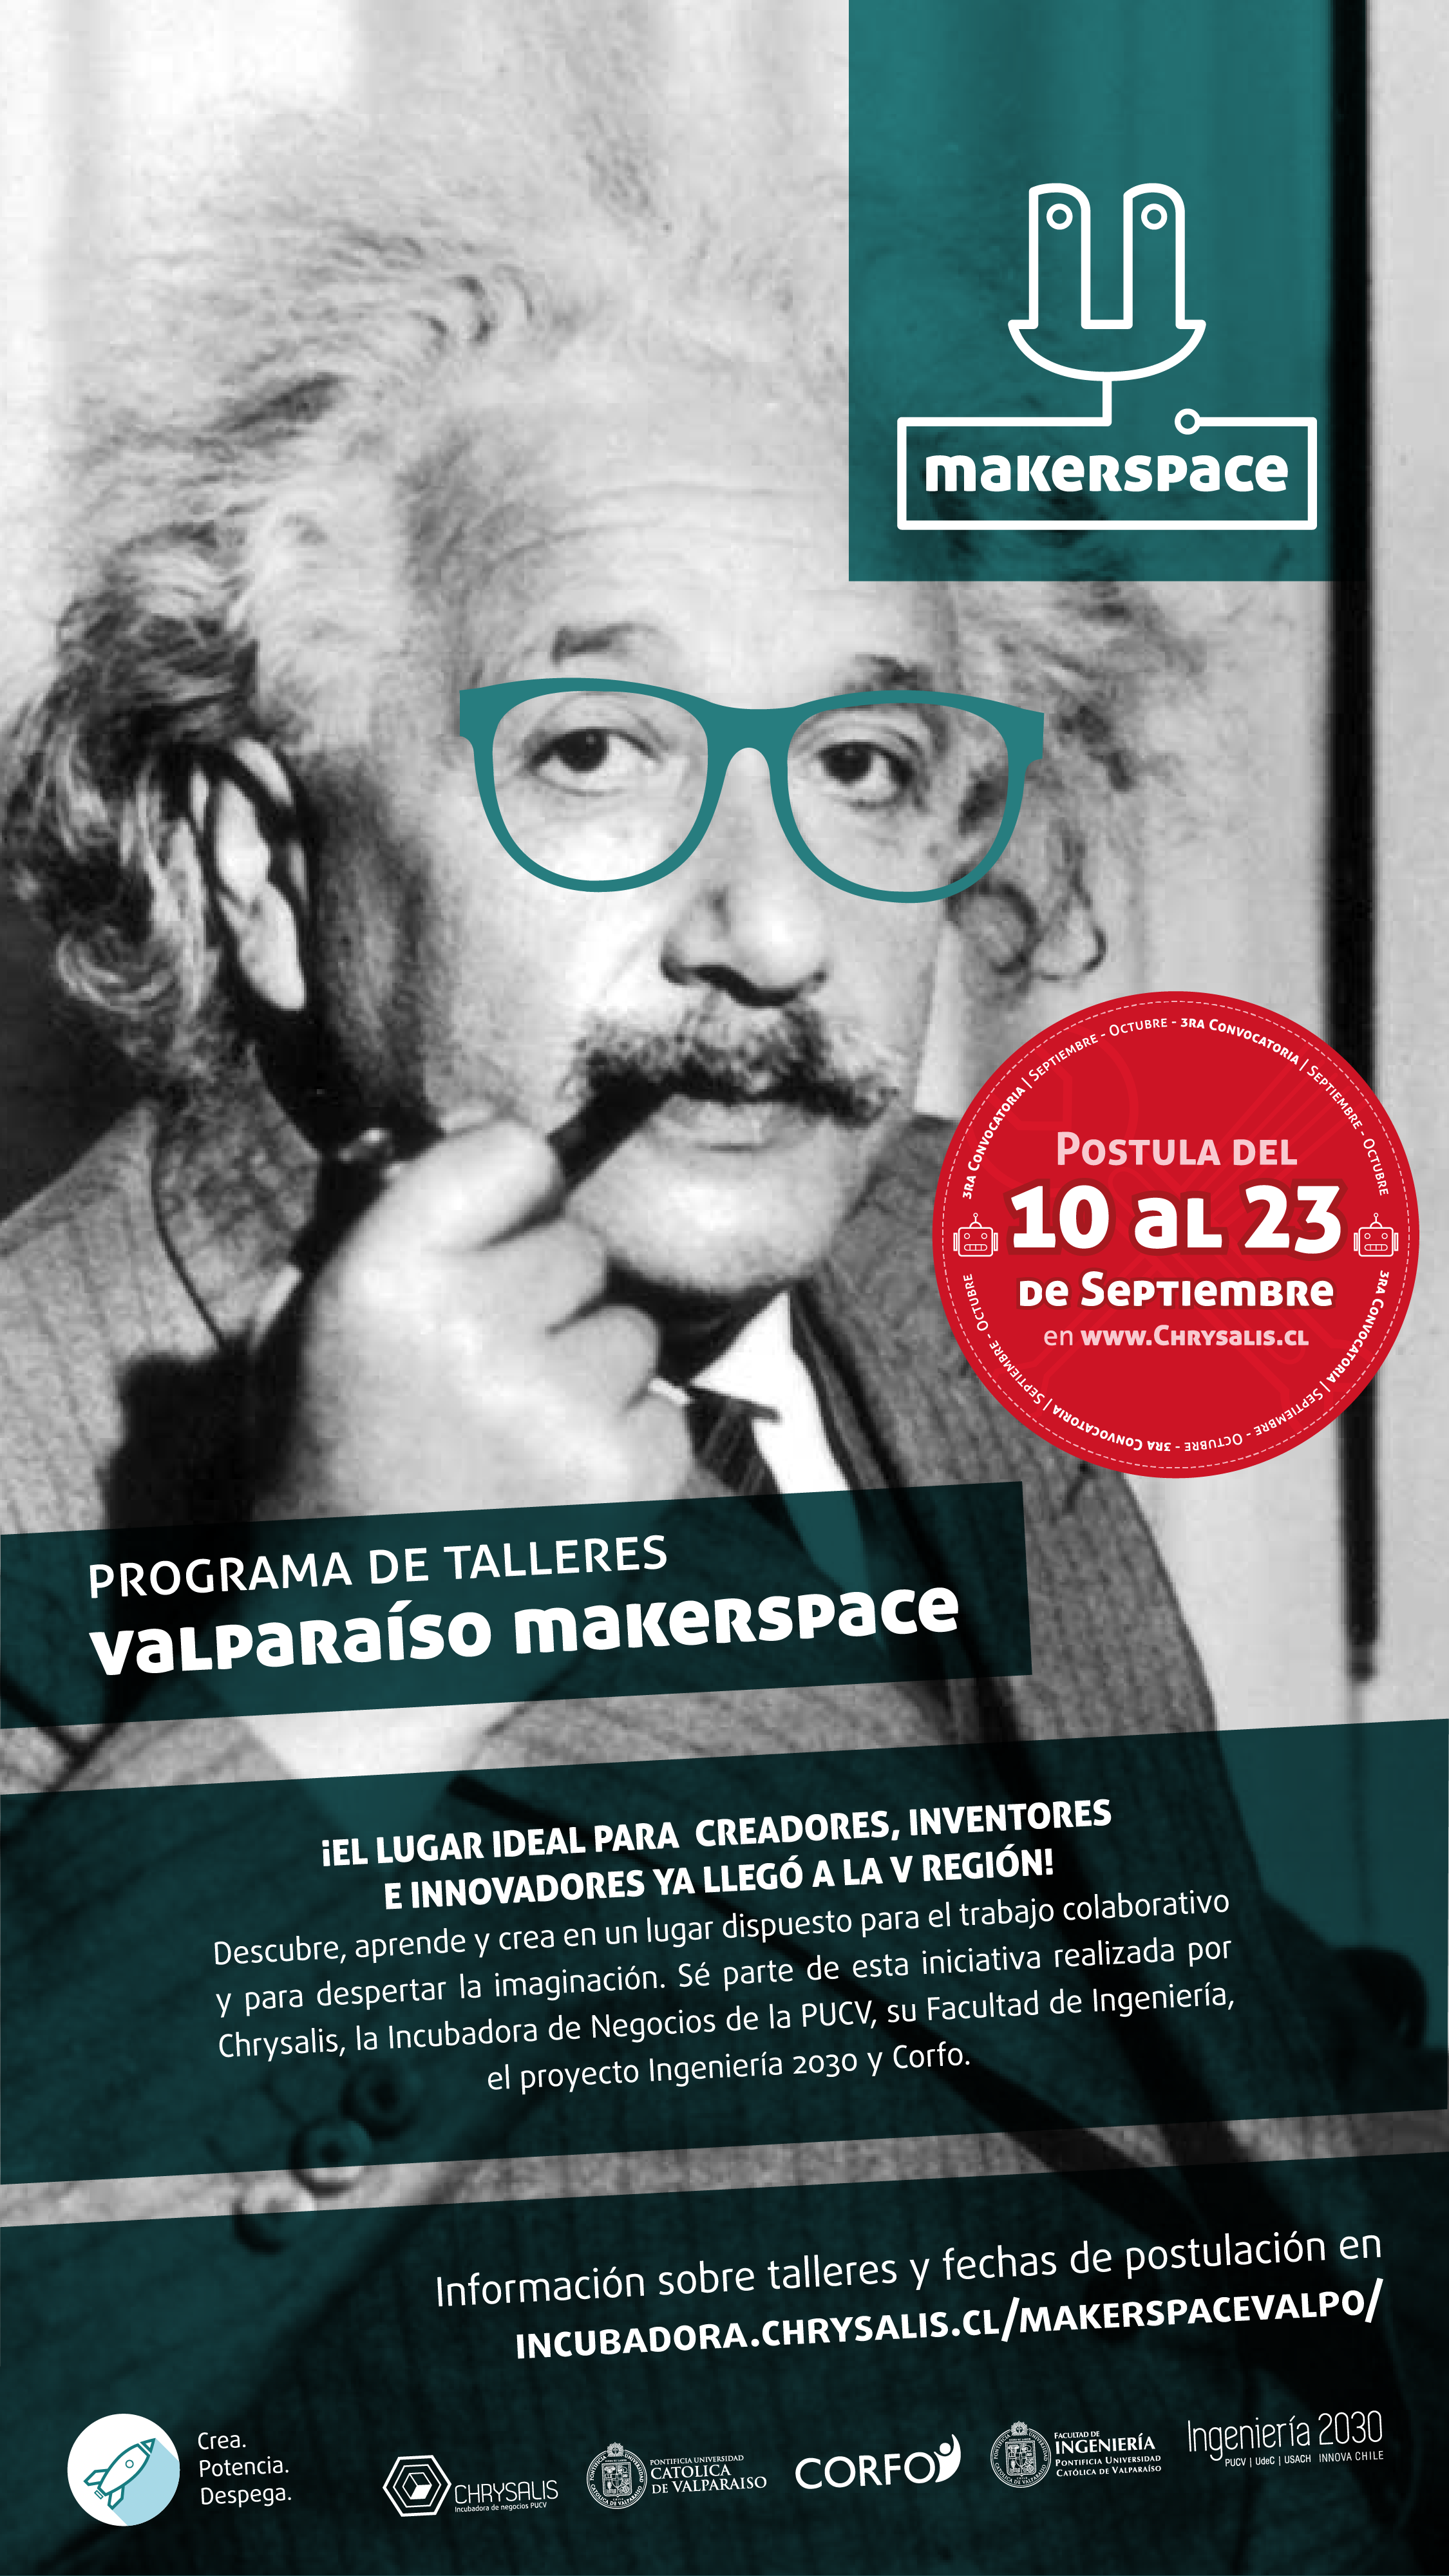 makerspace
3RA CONVOCATORIA | SEPTIEMBRE - OCTUBRE - 3RA CONVOCATORIA | SEPTIEMBRE - OCTUBRE
POSTULA DEL
10 aL 23
De SepTiemBRe
en www.CHRYSaLIS.CL
3RA CONVOCATORIA | SEPTIEMBRE - OCTUBRE - 3RA CONVOCATORIA | SEPTIEMBRE - OCTUBRE
PROGRAMA DE TALLERES
vaLpaRaíso makeRspace
¡EL LUGAR IDEAL PARA CREADORES, INVENTORES
E INNOVADORES YA LLEGÓ A LA V REGIÓN!
Descubre, aprende y crea en un lugar dispuesto para el trabajo colaborativo
y para despertar la imaginación. Sé parte de esta iniciativa realizada por
Chrysalis, la Incubadora de Negocios de la PUCV, su Facultad de Ingeniería,
el proyecto Ingeniería 2030 y Corfo.
Información sobre talleres y fechas de postulación en
INCUBADORA.CHRYSALIS.CL/MAKERSPACEVALPO/
Crea.
Potencia.
Despega.
CHRYSALIS
Incubadora de negocios PUCV
PONTIFICIA UNIVERSIDAD
CATOLICA
DE VALPARAISO
CORFO
FACULTAD DE
INGENIERÍA
PONTIFICIA UNIVERSIDAD
CATÓLICA DE VALPARAÍSO
Ingeniería 2030
PUCV | UdeC | USACH INNOVA CHILE